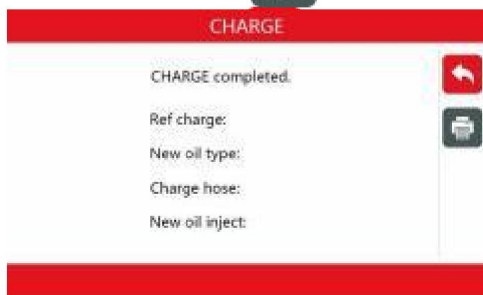 CHARGE
CHARGE completed.
Ref charge:
New oil type:
Charge hose:
New oil inject: